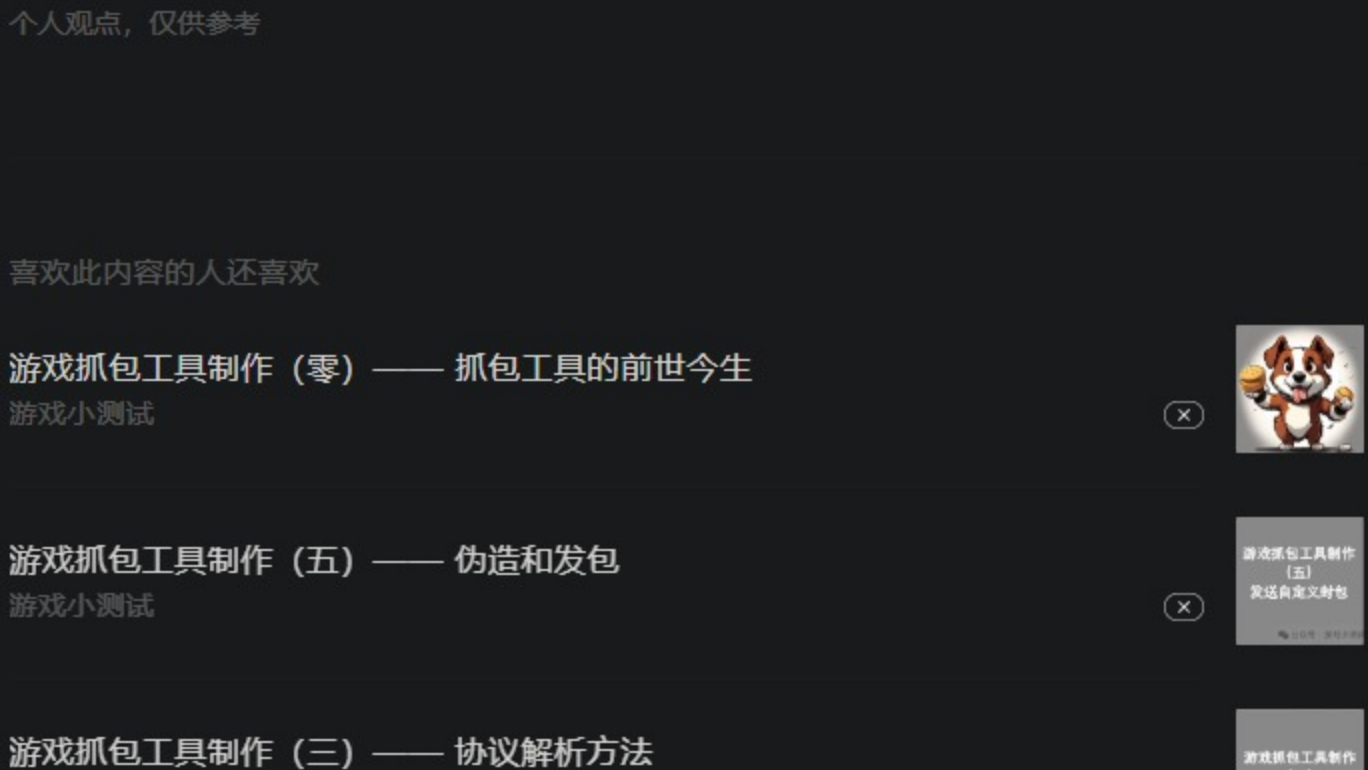 个人观点，仅供参考
喜欢此内容的人还喜欢
游戏抓包工具制作（零）—— 抓包工具的前世今生
游戏小测试
游戏抓包工具制作（五）—— 伪造和发包
游戏小测试
游戏抓包工具制作
（五）
发送自定义封包
游戏抓包工具制作（三）—— 协议解析方法
游戏抓包工具制作